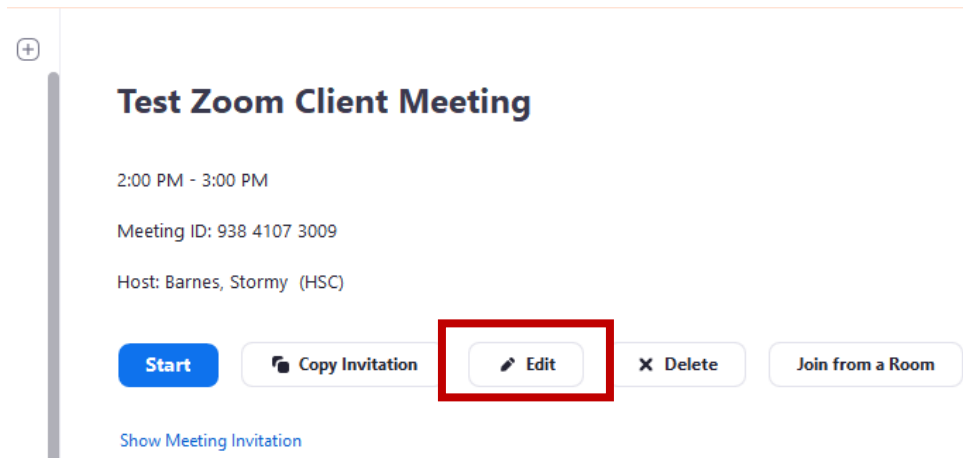 Test Zoom Client Meeting
2:00 PM - 3:00 PM
Meeting ID: 938 4107 3009
Host: Barnes, Stormy (HSC)
Start Copy Invitation Edit Delete Join from a Room
Show Meeting Invitation